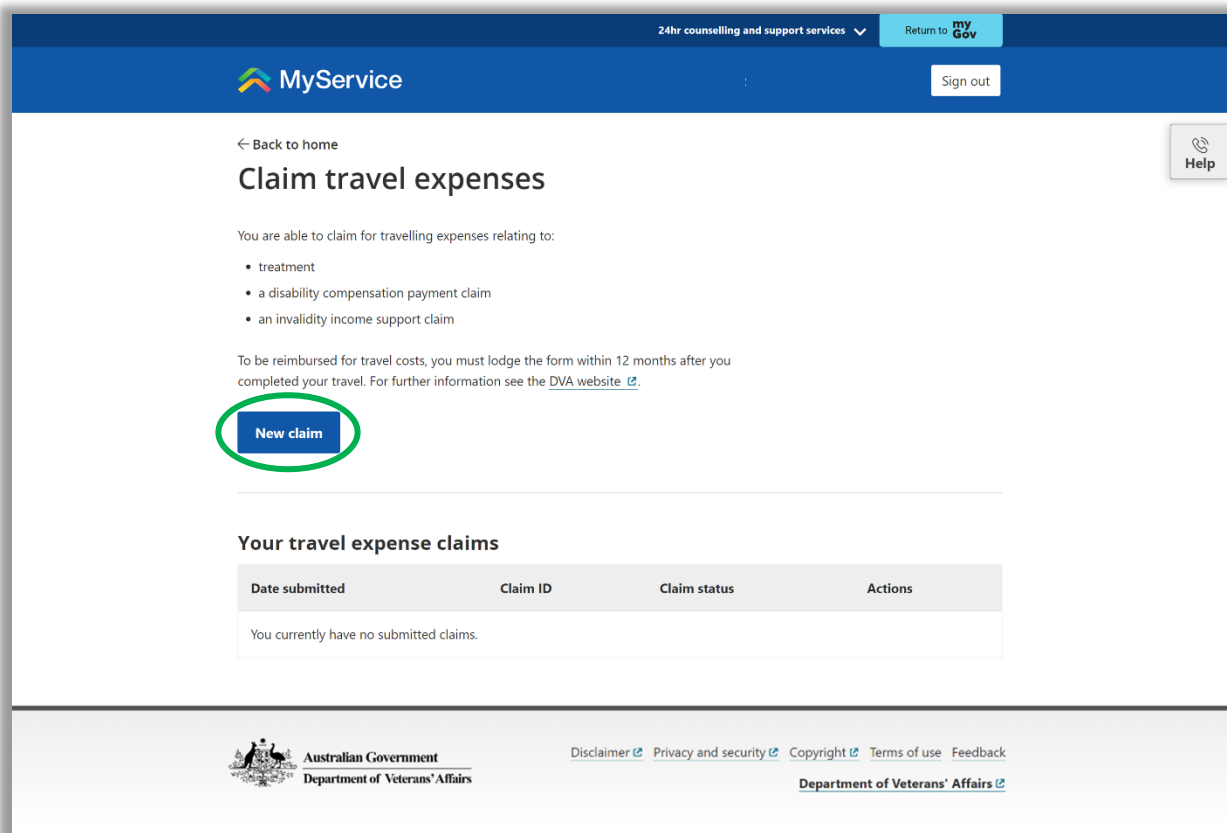 24hr counselling and support services
Return to my Gov
MyService
Sign out
Back to home
Help
Claim travel expenses
You are able to claim for travelling expenses relating to:
• treatment
• a disability compensation payment claim
• an invalidity income support claim
To be reimbursed for travel costs, you must lodge the form within 12 months after you
completed your travel. For further information see the DVA website.
New claim
Your travel expense claims
Date submitted Claim ID Claim status Actions
You currently have no submitted claims.
Australian Government
Department of Veterans' Affairs
Disclaimer Privacy and security Copyright Terms of use Feedback
Department of Veterans' Affairs